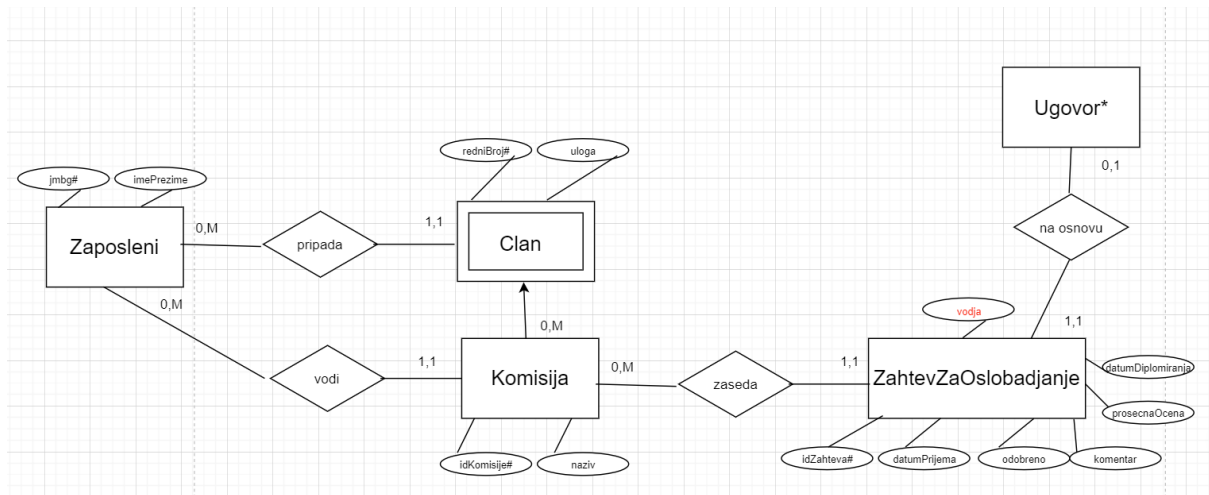 Ugovor*
0,1
redniBroj#
uloga
jmbg#
imePrezime
1,1
0,M
Clan
na osnovu
Zaposleni
pripada
0,M
vodja
1,1
0,M
0,M
1,1
1,1
vodi
Komisija
zaseda
ZahtevZaOslobadjanje
datumDiplomiranja
prosecnaOcena
idKomisije#
naziv
idZahteva#
datumPrijema
odobreno
komentar